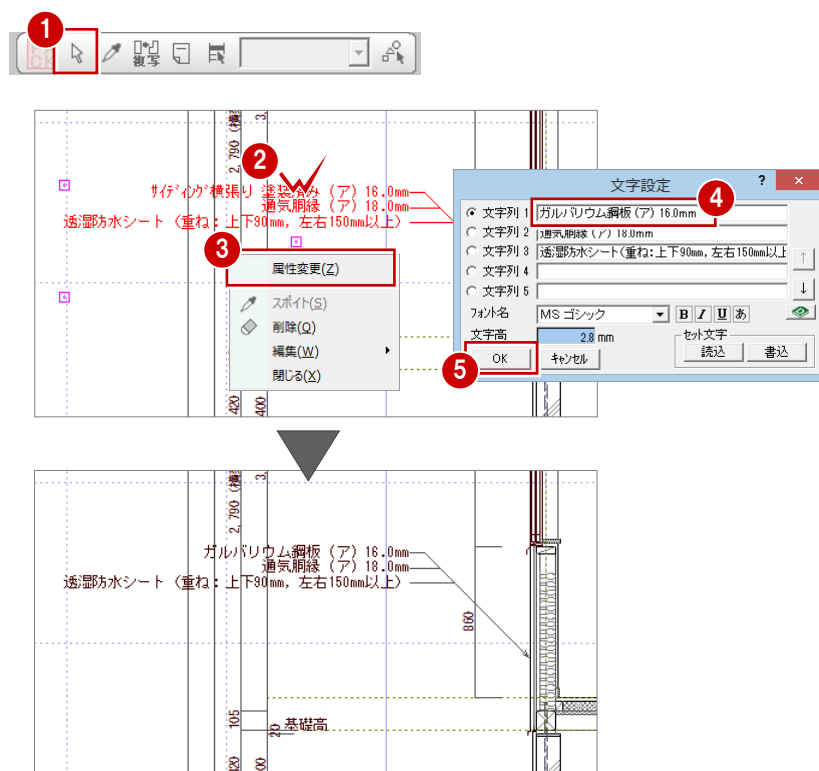 1
複写
2,790 (横
3,
2
サイディング横張り 塗装済み (ア) 16.0mm
通気胴縁 (ア) 18.0mm
透湿防水シート (重ね: 上下90mm, 左右150mm以上)
3
属性変更(Z)
スポイト(S)
削除(O)
編集(W)
閉じる(X)
420
400
文字設定
?
×
4
文字列 1
ガルバリウム鋼板 (ア) 16.0mm
文字列 2
通気胴縁 (ア) 18.0mm
文字列 3
透湿防水シート(重ね:上下90mm, 左右150mm以上
文字列 4
文字列 5
↑
↓
フォント名
MS ゴシック
B I U あ
文字高
2.8 mm
セット文字
読込
書込
5
OK
キャンセル
2,790 (横
3,
ガルバリウム鋼板 (ア) 16.0mm
通気胴縁 (ア) 18.0mm
透湿防水シート (重ね: 上下90mm, 左右150mm以上)
860
105
20
基礎高
420
00